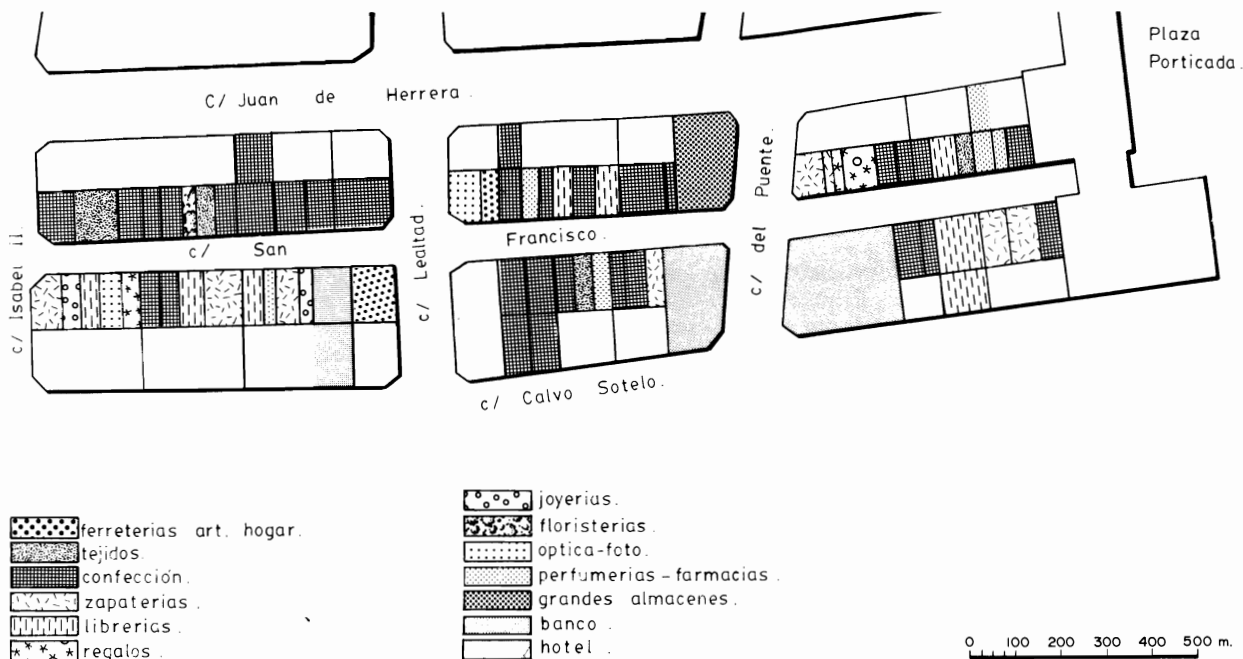 Plaza
Porticada.
C/ Juan de Herrera.
c/ Isabel II.
c/ San Francisco.
c/ Lealtad.
c/ del Puente.
c/ Calvo Sotelo.
ferreterias art. hogar.
tejidos.
confección.
zapaterias.
librerias.
regalos.
joyerias.
floristerias.
optica-foto.
perfumerias-farmacias.
grandes almacenes.
banco.
hotel.
0 100 200 300 400 500 m.